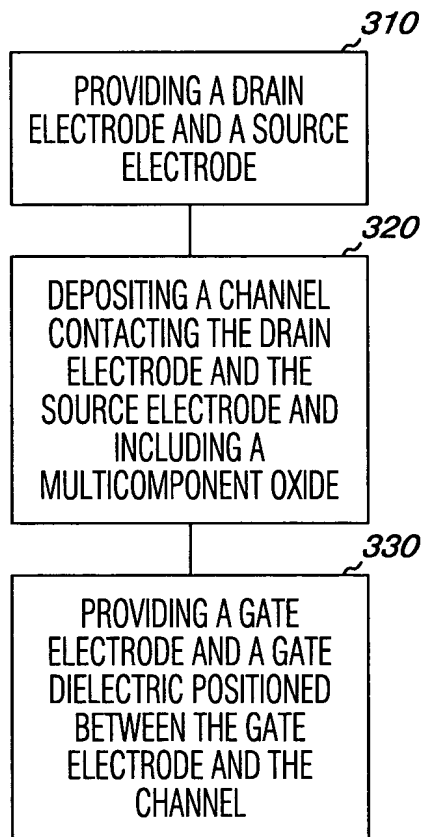 310
PROVIDING A DRAIN
ELECTRODE AND A SOURCE
ELECTRODE
320
DEPOSITING A CHANNEL
CONTACTING THE DRAIN
ELECTRODE AND THE
SOURCE ELECTRODE AND
INCLUDING A
MULTICOMPONENT OXIDE
330
PROVIDING A GATE
ELECTRODE AND A GATE
DIELECTRIC POSITIONED
BETWEEN THE GATE
ELECTRODE AND THE
CHANNEL